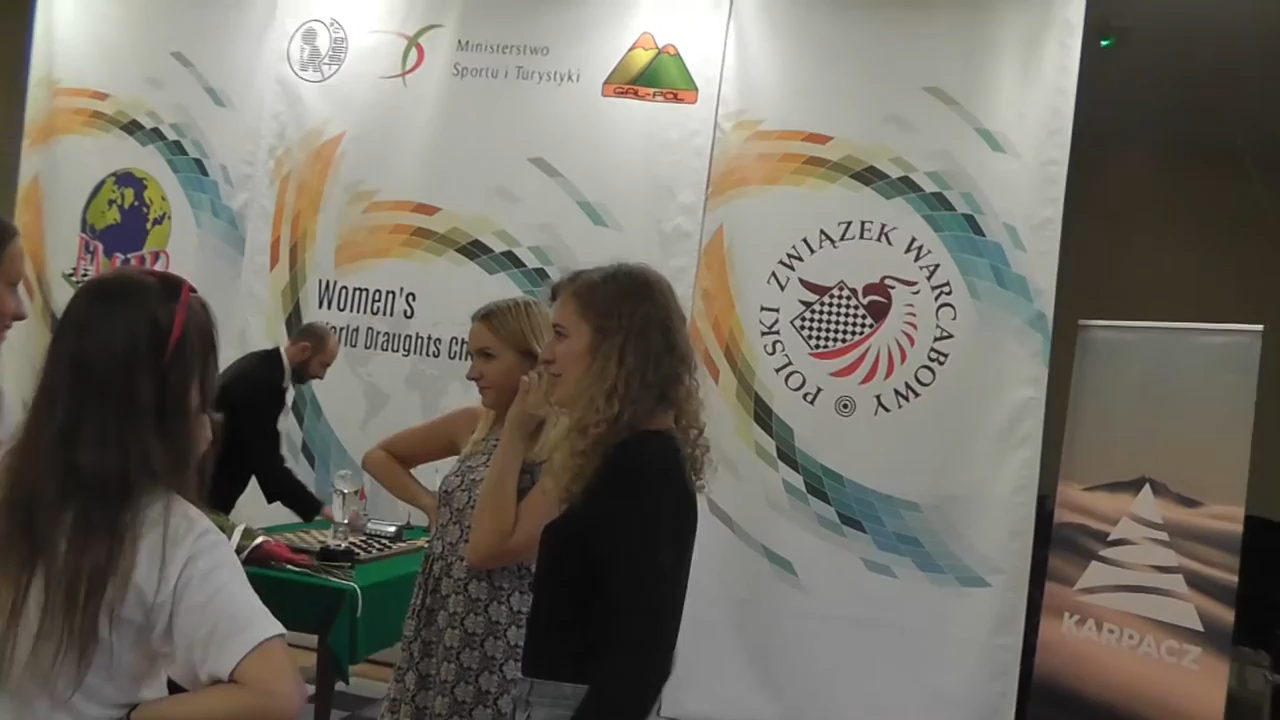 Ministerstwo
Sportu i Turystyki
GAL-POL
Women's
World Draughts Ch
POLSKI ZWIĄZEK WARCABOWY
KARPACZ